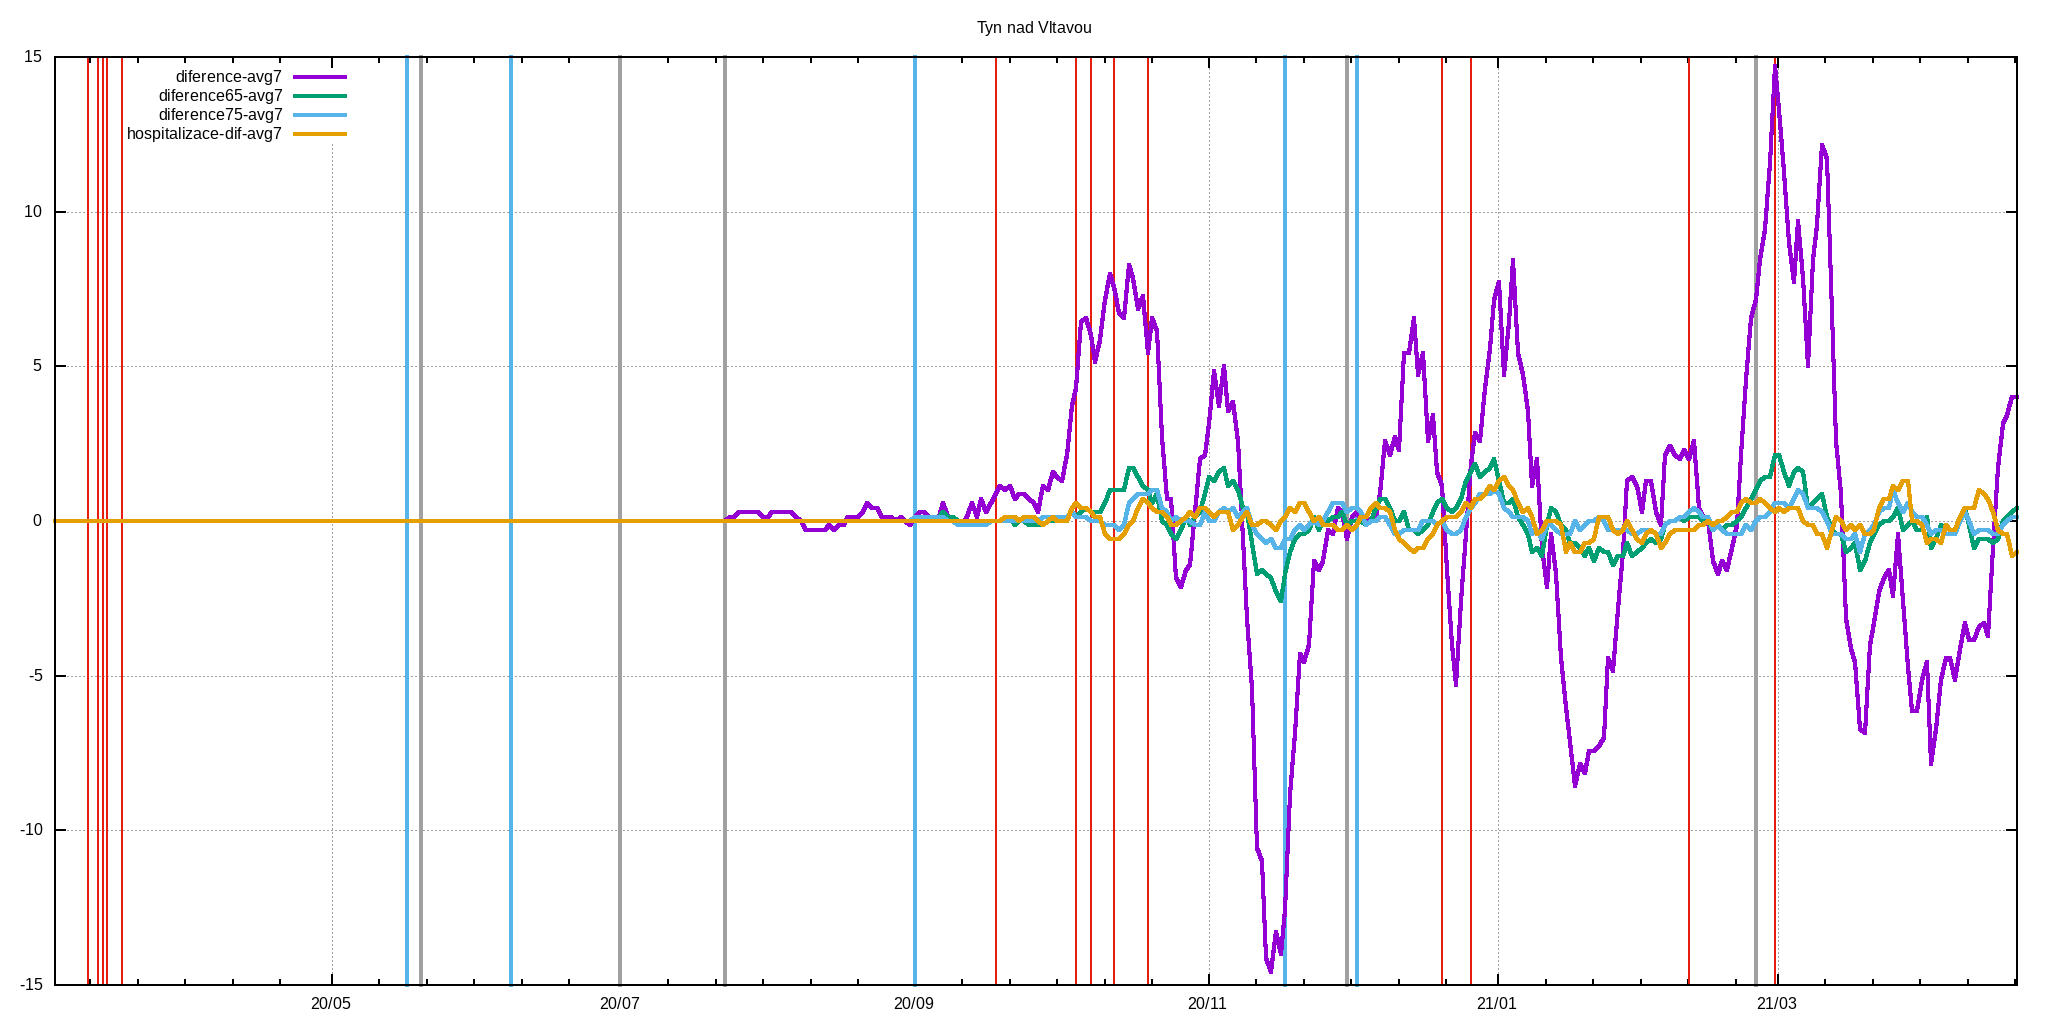 Tyn nad Vltavou
diference-avg7
diference65-avg7
diference75-avg7
hospitalizace-dif-avg7
15
10
5
0
-5
-10
-15
20/05 20/07 20/09 20/11 21/01 21/03